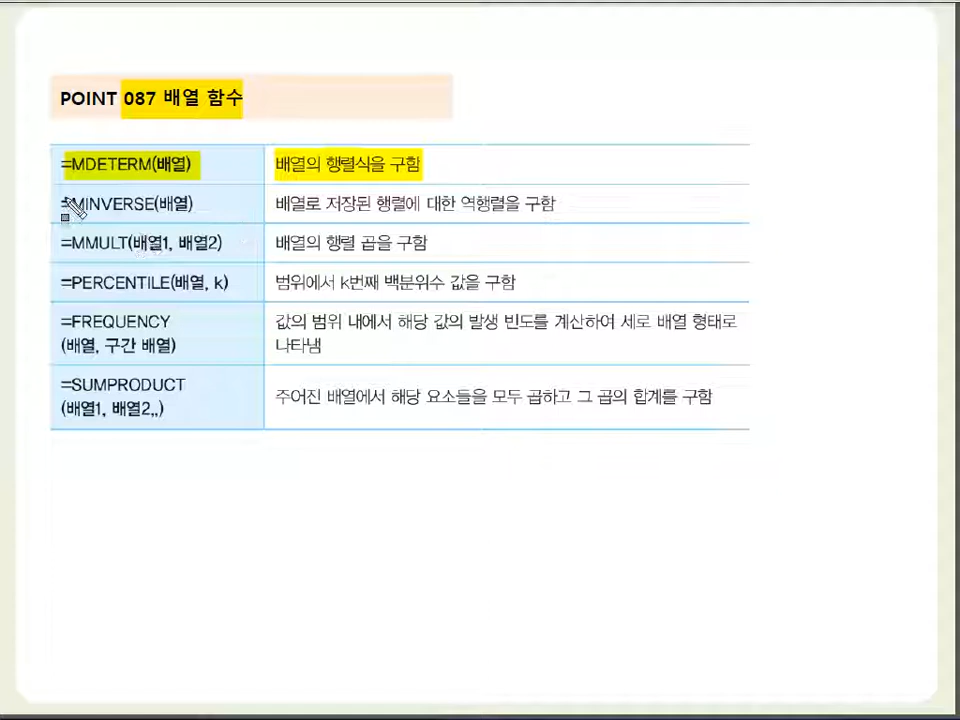 POINT 087 배열 함수
=MDETERM(배열) 배열의 행렬식을 구함
=MINVERSE(배열) 배열로 저장된 행렬에 대한 역행렬을 구함
=MMULT(배열1, 배열2) 배열의 행렬 곱을 구함
=PERCENTILE(배열, k) 범위에서 k번째 백분위수 값을 구함
=FREQUENCY
(배열, 구간 배열)
값의 범위 내에서 해당 값의 발생 빈도를 계산하여 세로 배열 형태로
나타냄
=SUMPRODUCT
(배열1, 배열2,,)
주어진 배열에서 해당 요소들을 모두 곱하고 그 곱의 합계를 구함